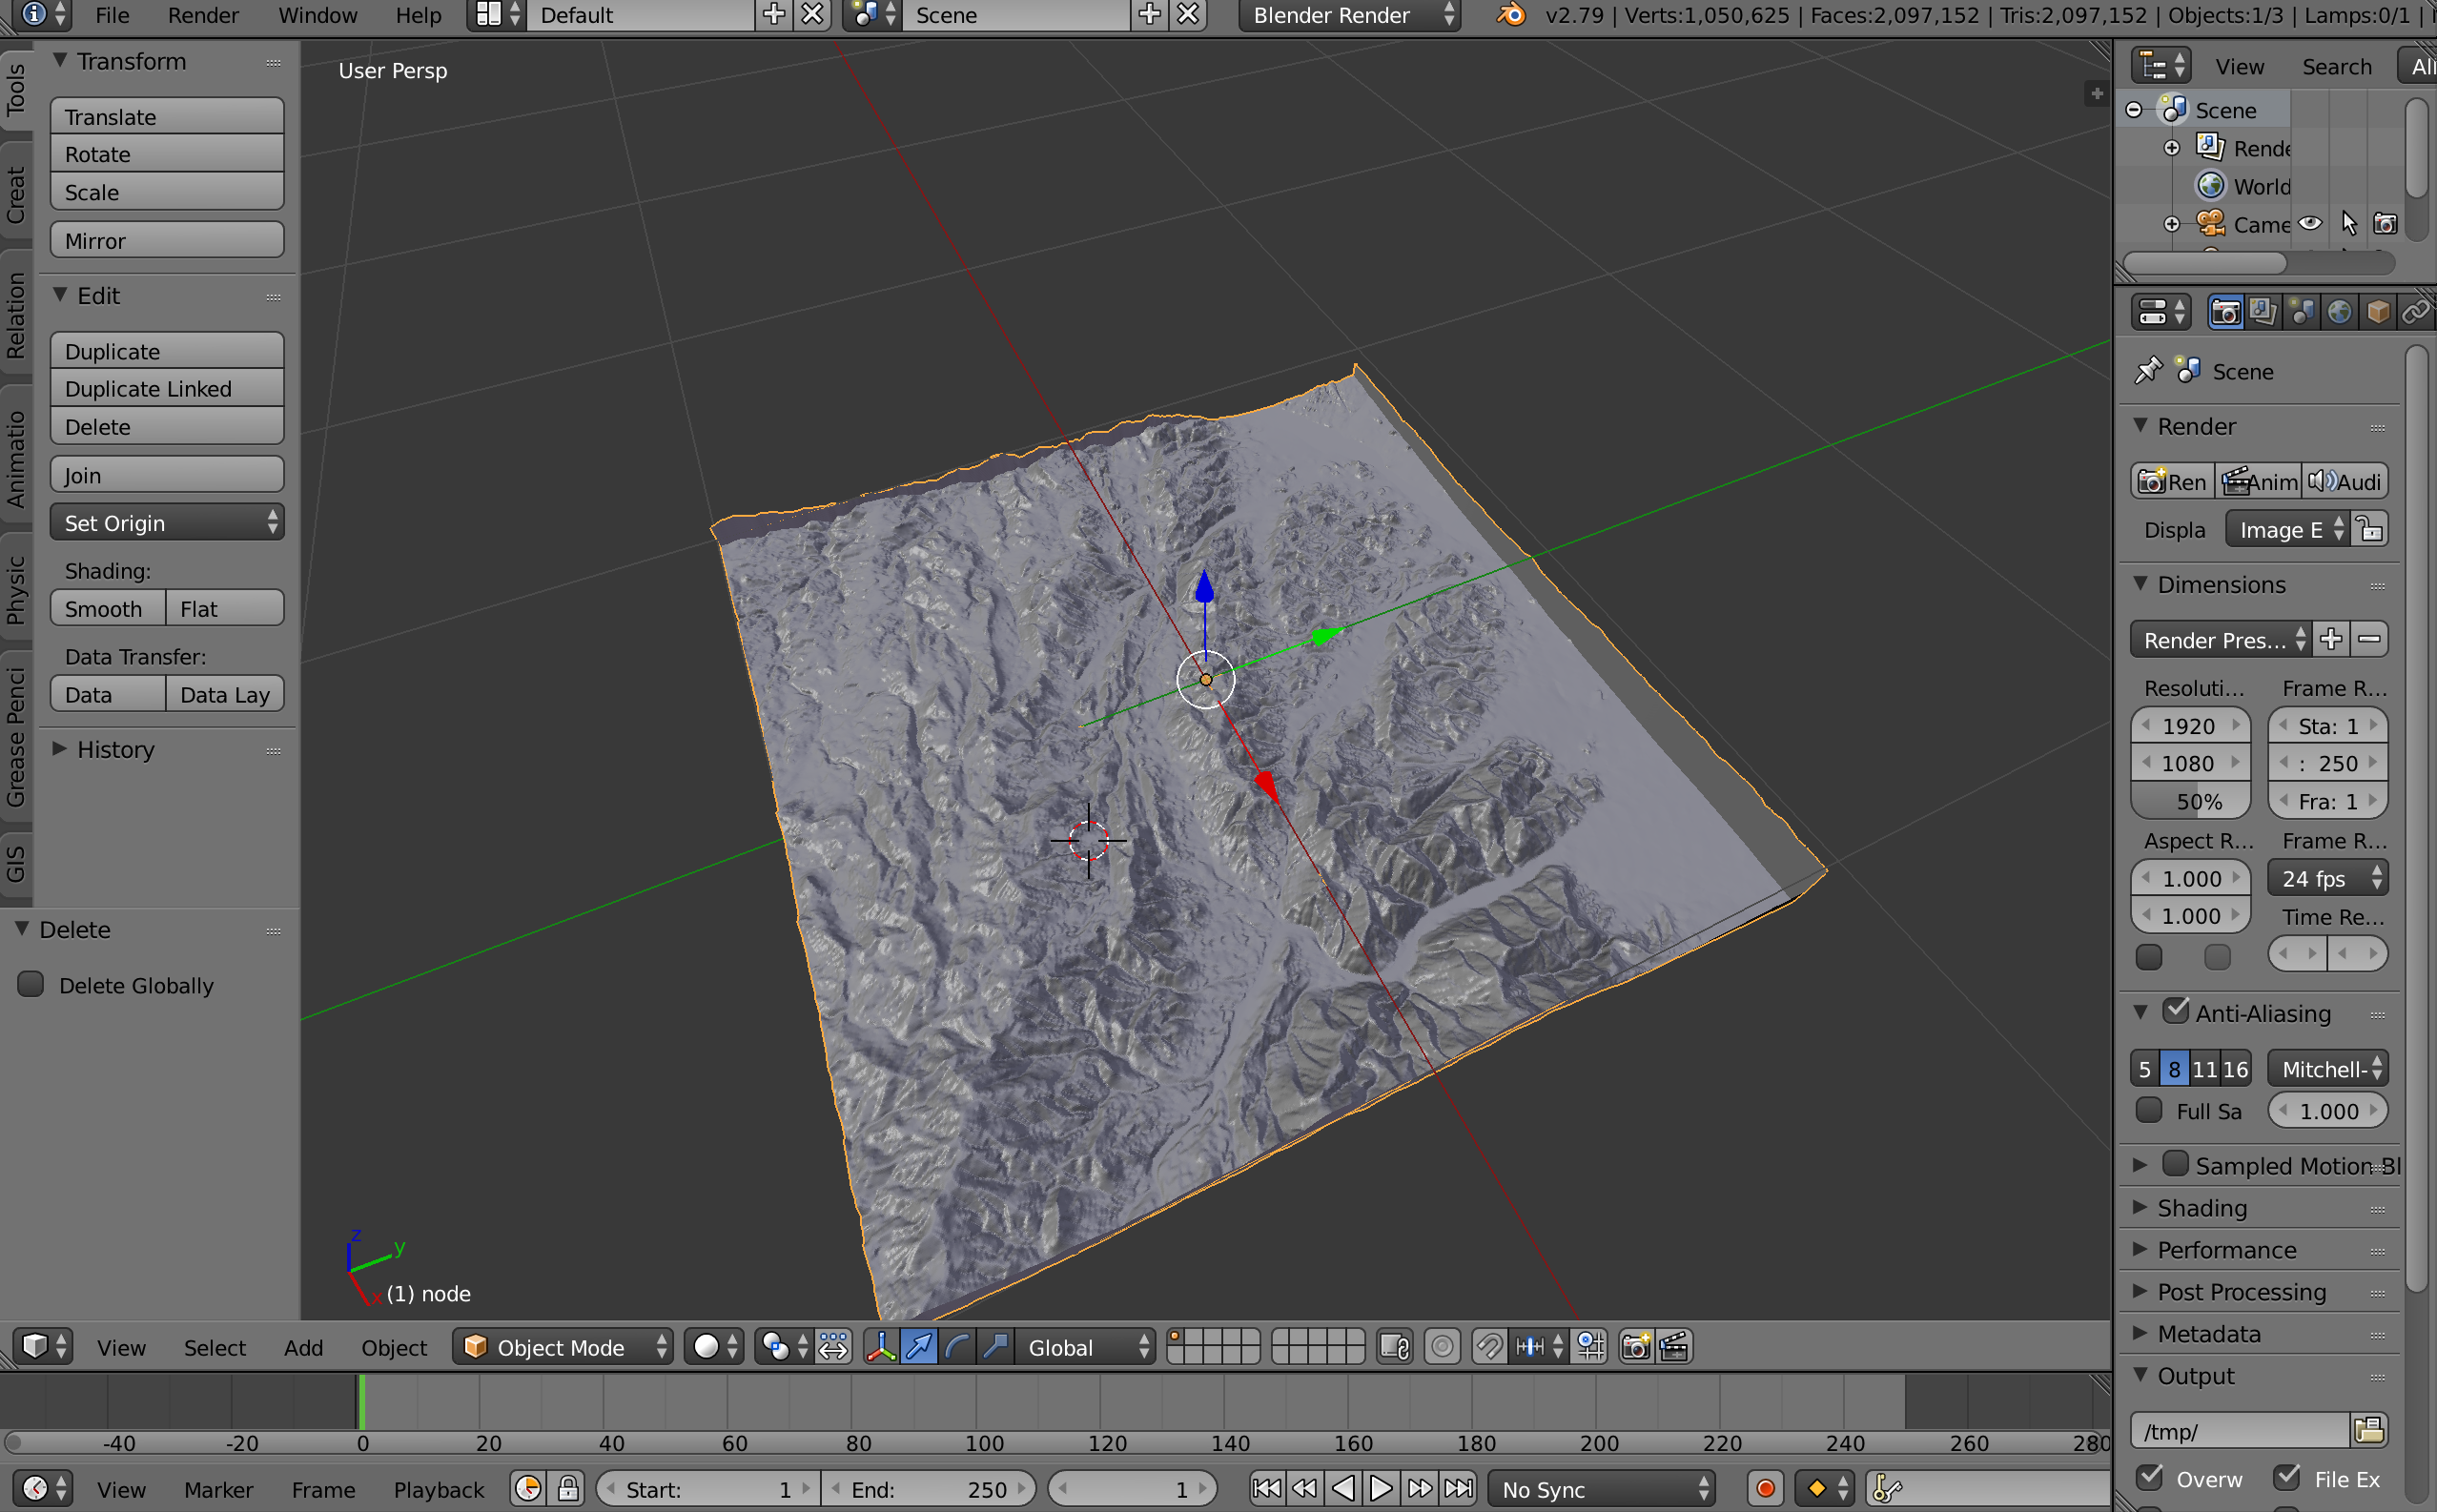 File Render Window Help Default Scene Blender Render v2.79 | Verts:1,050,625 | Faces:2,097,152 | Tris:2,097,152 | Objects:1/3 | Lamps:0/1 |
Tools
Creat
Relation
Animatio
Physic
Grease Penci
GIS
Transform
Translate
Rotate
Scale
Mirror
Edit
Duplicate
Duplicate Linked
Delete
Join
Set Origin
Shading:
Smooth Flat
Data Transfer:
Data Data Lay
History
Delete
Delete Globally
User Persp
z
y
x
(1) node
View Select Add Object Object Mode Global
-40 -20 0 20 40 60 80 100 120 140 160 180 200 220 240 260 280
View Marker Frame Playback Start: 1 End: 250 1 No Sync
View Search All
Scene
Rende
World
Came
Scene
Render
Ren Anim Audi
Displa Image E
Dimensions
Render Pres...
Resoluti... Frame R...
1920 Sta: 1
1080 : 250
50% Fra: 1
Aspect R... Frame R...
1.000 24 fps
1.000 Time Re...
Anti-Aliasing
5 8 11 16 Mitchell-
Full Sa 1.000
Sampled Motion Bl
Shading
Performance
Post Processing
Metadata
Output
/tmp/
Overw File Ex